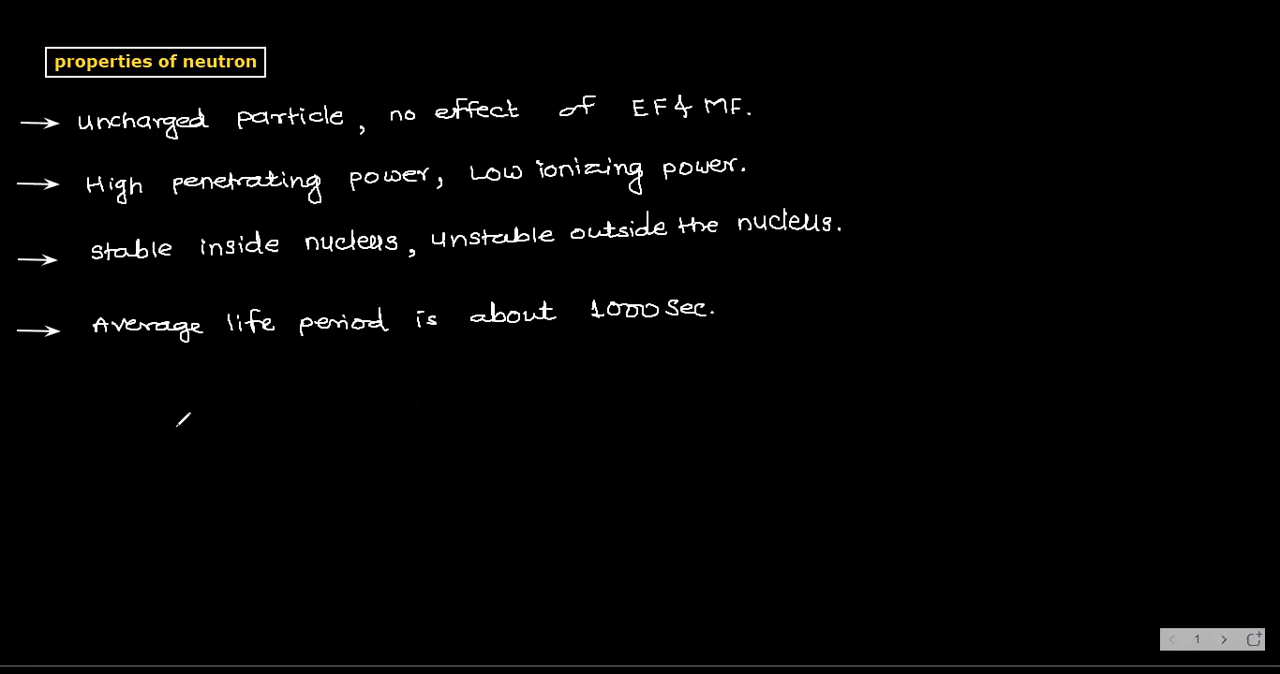 properties of neutron
→ uncharged particle, no effect of EF & MF.
→ High penetrating power, Low ionizing power.
→ stable inside nucleus, unstable outside the nucleus.
→ Average life period is about 1000 Sec.
1